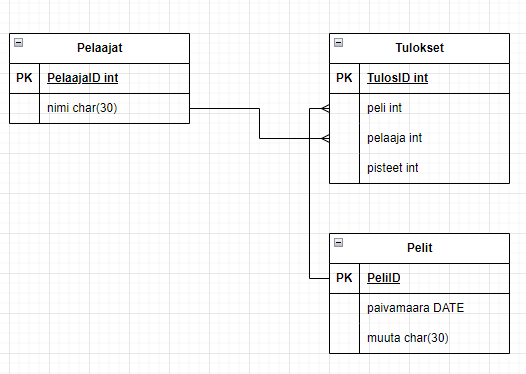 Pelaajat
PK PelaajaID int
nimi char(30)
Tulokset
PK TulosID int
peli int
pelaaja int
pisteet int
Pelit
PK PeliID
paivamaara DATE
muuta char(30)